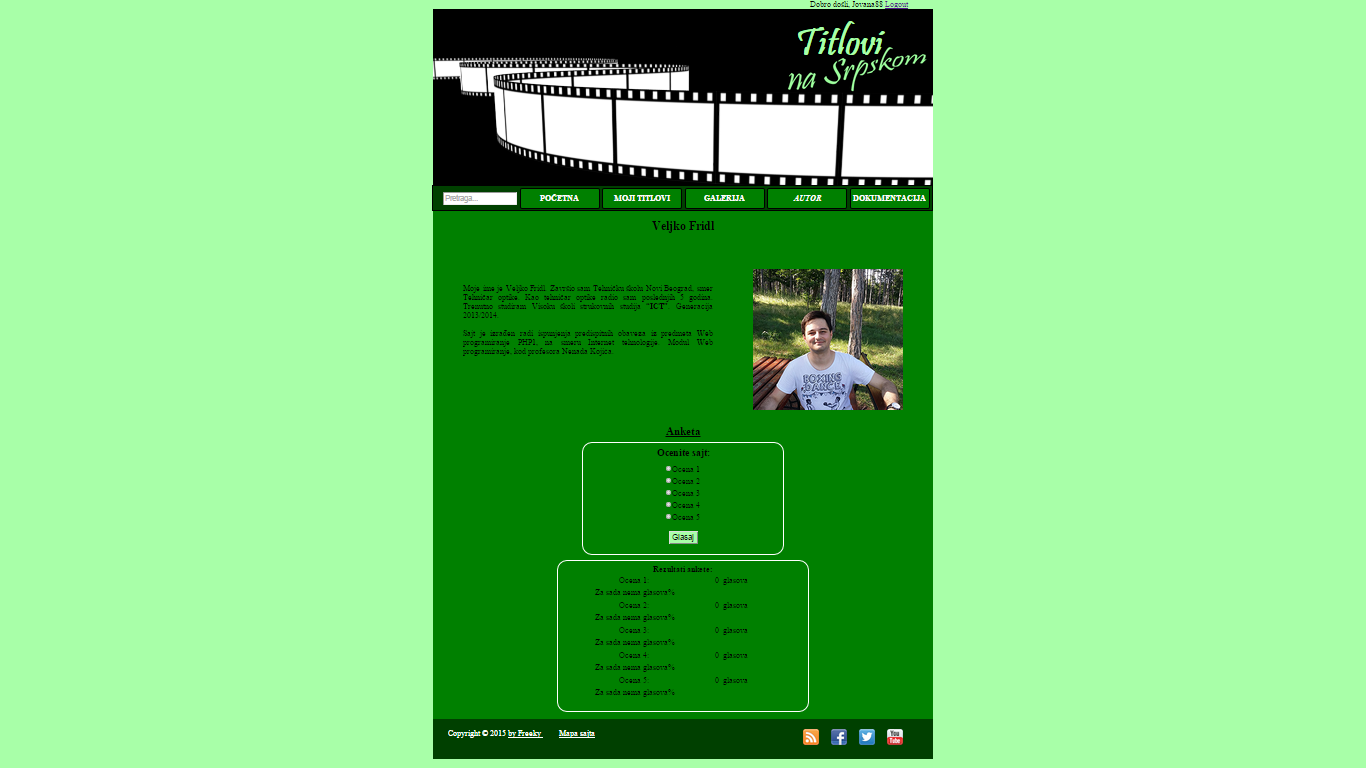 Dobro došli, Jovana88 Logout
Titlovi
na Srpskom
Pretraga...
POČETNA
MOJI TITLOVI
GALERIJA
AUTOR
DOKUMENTACIJA
Veljko Fridl
Moje ime je Veljko Fridl. Završio sam Tehničku školu Novi Beograd, smer
Tehničar optike. Kao tehničar optike radio sam poslednjih 5 godina.
Trenutno studiram Visoku školi strukovnih studija "ICT". Generacija
2013/2014.
Sajt je izrađen radi ispunjenja predispitnih obaveza iz predmeta Web
programiranje PHP1, na smeru Internet tehnologije. Modul Web
programiranje, kod profesora Nenada Kojića.
BOXING
DANCE
Anketa
Ocenite sajt:
Ocena 1
Ocena 2
Ocena 3
Ocena 4
Ocena 5
Glasaj
Rezultati ankete:
Ocena 1: 0 glasova
Za sada nema glasova%
Ocena 2: 0 glasova
Za sada nema glasova%
Ocena 3: 0 glasova
Za sada nema glasova%
Ocena 4: 0 glasova
Za sada nema glasova%
Ocena 5: 0 glasova
Za sada nema glasova%
Copyright © 2015 by Freeky
Mapa sajta
You
Tube